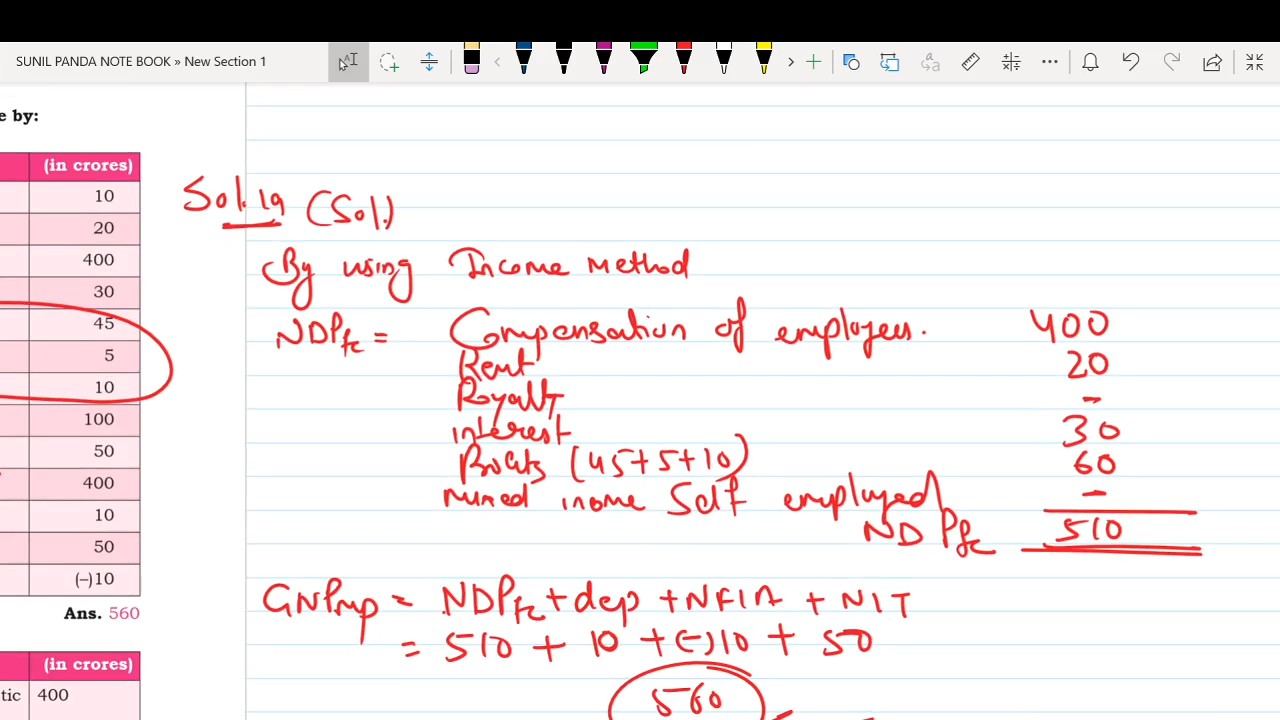 SUNIL PANDA NOTE BOOK » New Section 1
e by:
(in crores)
10
20
400
30
45
5
10
100
50
400
10
50
(–)10
Ans. 560
(in crores)
tic 400
Sol.19 (Sol.)
By using Income Method
NDPfc = Compensation of employees. 400
Rent 20
Royalty -
interest 30
Profits (45+5+10) 60
mixed income Self employed -
NDPfc 510
GNPmp = NDPfc + dep + NFIA + NIT
= 510 + 10 + (-)10 + 50
560